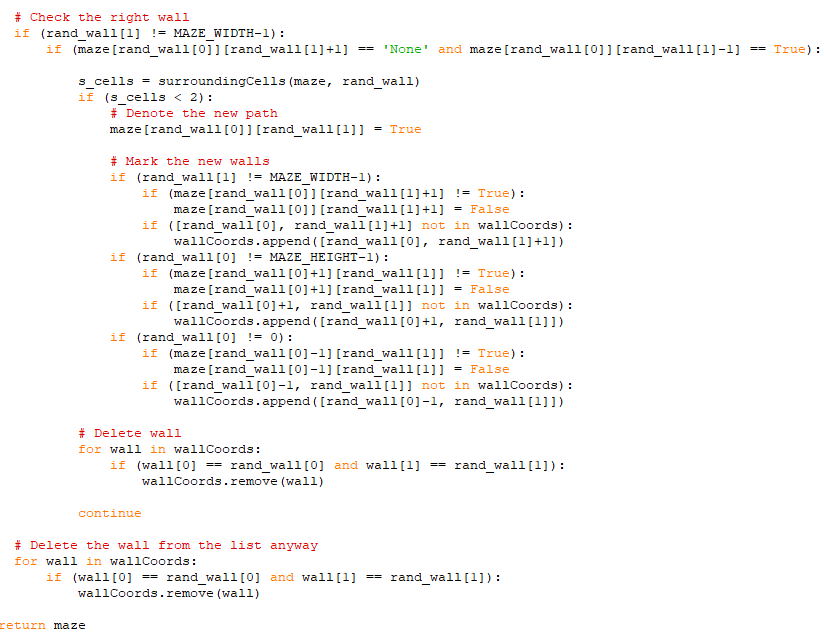 # Check the right wall
if (rand_wall[1] != MAZE_WIDTH-1):
    if (maze[rand_wall[0]][rand_wall[1]+1] == 'None' and maze[rand_wall[0]][rand_wall[1]-1] == True):

        s_cells = surroundingCells(maze, rand_wall)
        if (s_cells < 2):
            # Denote the new path
            maze[rand_wall[0]][rand_wall[1]] = True

            # Mark the new walls
            if (rand_wall[1] != MAZE_WIDTH-1):
                if (maze[rand_wall[0]][rand_wall[1]+1] != True):
                    maze[rand_wall[0]][rand_wall[1]+1] = False
                if ([rand_wall[0], rand_wall[1]+1] not in wallCoords):
                    wallCoords.append([rand_wall[0], rand_wall[1]+1])
            if (rand_wall[0] != MAZE_HEIGHT-1):
                if (maze[rand_wall[0]+1][rand_wall[1]] != True):
                    maze[rand_wall[0]+1][rand_wall[1]] = False
                if ([rand_wall[0]+1, rand_wall[1]] not in wallCoords):
                    wallCoords.append([rand_wall[0]+1, rand_wall[1]])
            if (rand_wall[0] != 0):
                if (maze[rand_wall[0]-1][rand_wall[1]] != True):
                    maze[rand_wall[0]-1][rand_wall[1]] = False
                if ([rand_wall[0]-1, rand_wall[1]] not in wallCoords):
                    wallCoords.append([rand_wall[0]-1, rand_wall[1]])

        # Delete wall
        for wall in wallCoords:
            if (wall[0] == rand_wall[0] and wall[1] == rand_wall[1]):
                wallCoords.remove(wall)

        continue

# Delete the wall from the list anyway
for wall in wallCoords:
    if (wall[0] == rand_wall[0] and wall[1] == rand_wall[1]):
        wallCoords.remove(wall)

return maze